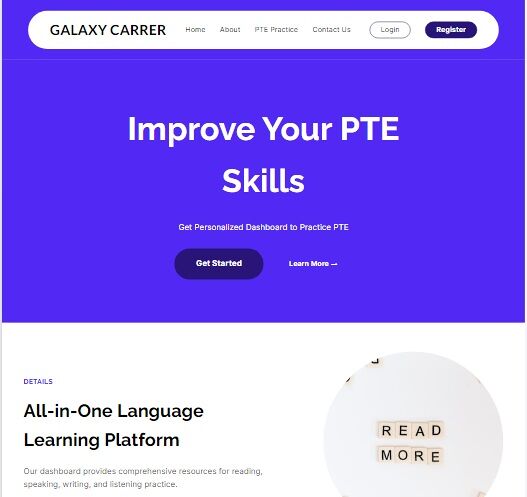 GALAXY CARRER
Home
About
PTE Practice
Contact Us
Login
Register
Improve Your PTE
Skills
Get Personalized Dashboard to Practice PTE
Get Started
Learn More →
DETAILS
All-in-One Language
Learning Platform
Our dashboard provides comprehensive resources for reading,
speaking, writing, and listening practice.
READ
MORE